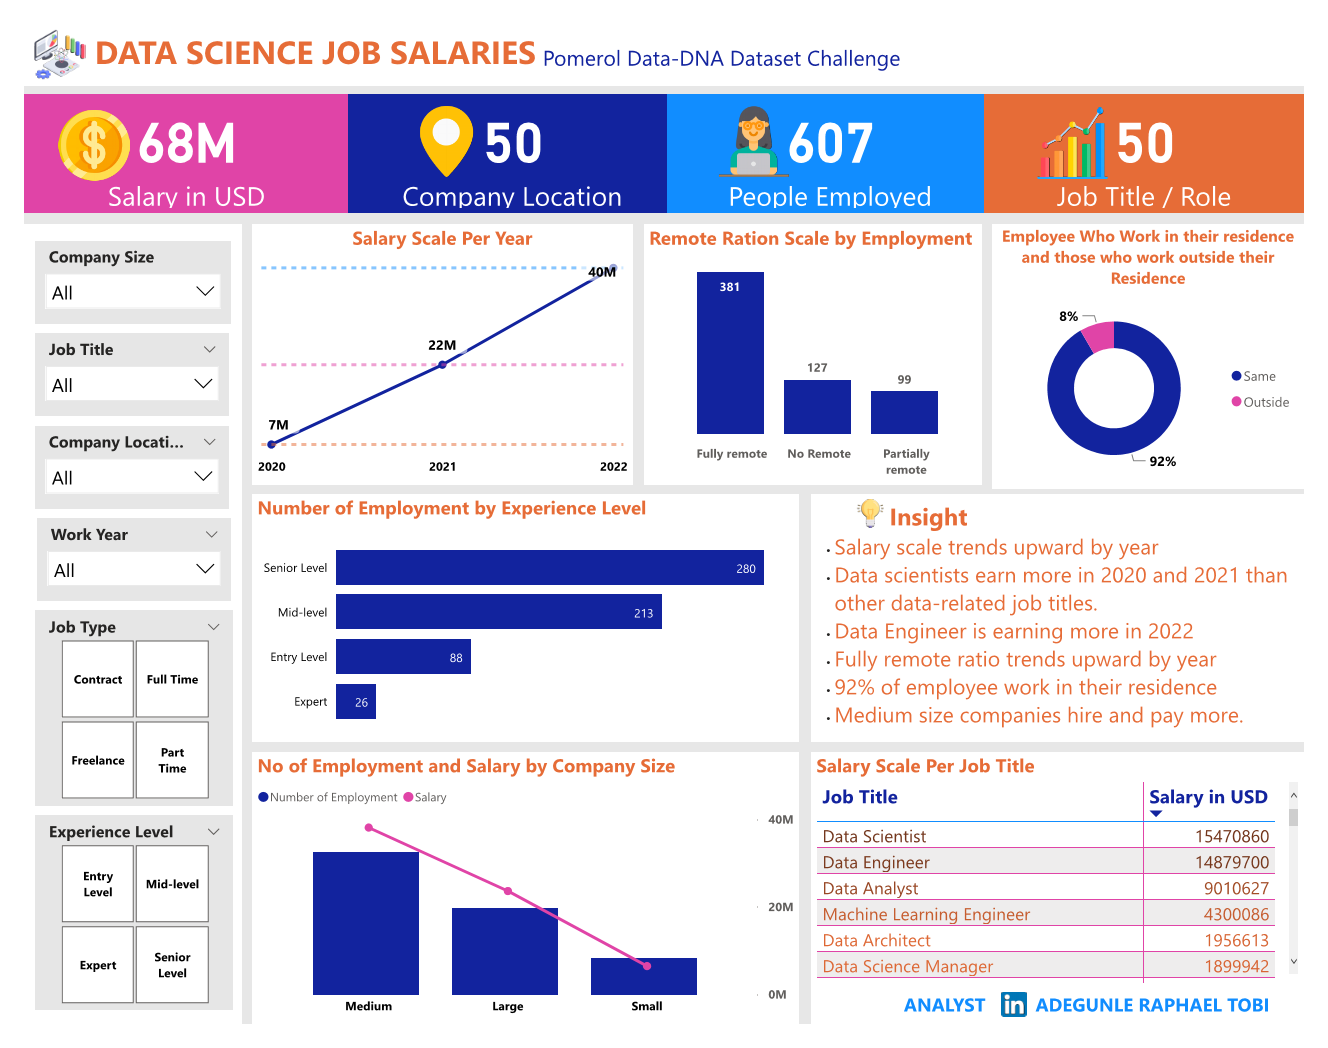 DATA SCIENCE JOB SALARIES Pomerol Data-DNA Dataset Challenge
68M
Salary in USD
50
Company Location
607
People Employed
50
Job Title / Role
Company Size
All
Job Title
All
Company Locati...
All
Work Year
All
Job Type
Contract
Full Time
Freelance
Part
Time
Experience Level
Entry
Level
Mid-level
Expert
Senior
Level
Salary Scale Per Year
40M
22M
7M
2020
2021
2022
Remote Ration Scale by Employment
381
127
99
Fully remote
No Remote
Partially
remote
Employee Who Work in their residence
and those who work outside their
Residence
8%
92%
Same
Outside
Number of Employment by Experience Level
Senior Level
280
Mid-level
213
Entry Level
88
Expert
26
Insight
• Salary scale trends upward by year
• Data scientists earn more in 2020 and 2021 than
other data-related job titles.
• Data Engineer is earning more in 2022
• Fully remote ratio trends upward by year
• 92% of employee work in their residence
• Medium size companies hire and pay more.
No of Employment and Salary by Company Size
Number of Employment
Salary
40M
20M
0M
Medium
Large
Small
Salary Scale Per Job Title
Job Title Salary in USD
Data Scientist 15470860
Data Engineer 14879700
Data Analyst 9010627
Machine Learning Engineer 4300086
Data Architect 1956613
Data Science Manager 1899942
ANALYST in ADEGUNLE RAPHAEL TOBI